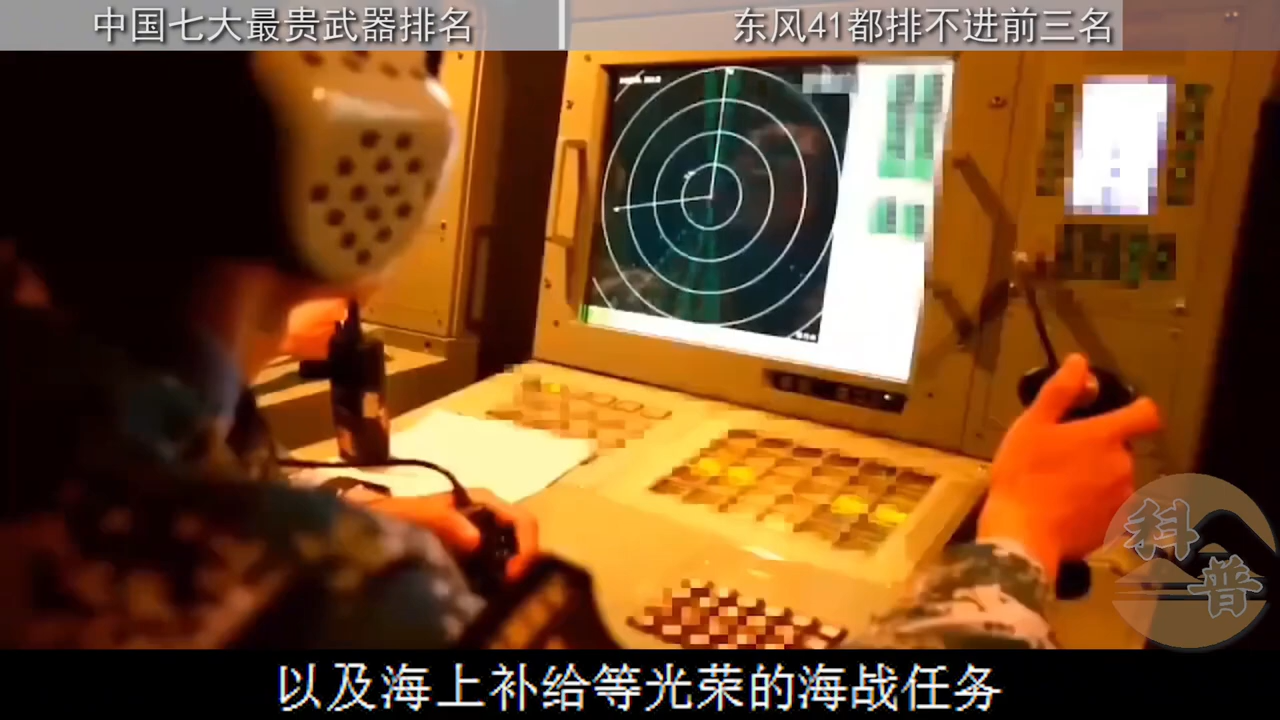 中国七大最贵武器排名
东风41都排不进前三名
科普
以及海上补给等光荣的海战任务